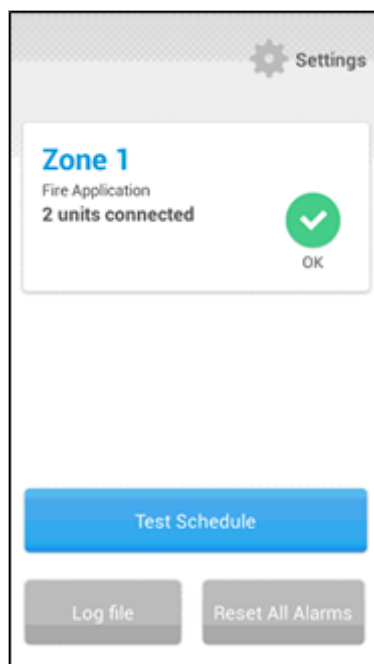 Settings
Zone 1
Fire Application
2 units connected
OK
Test Schedule
Log file
Reset All Alarms